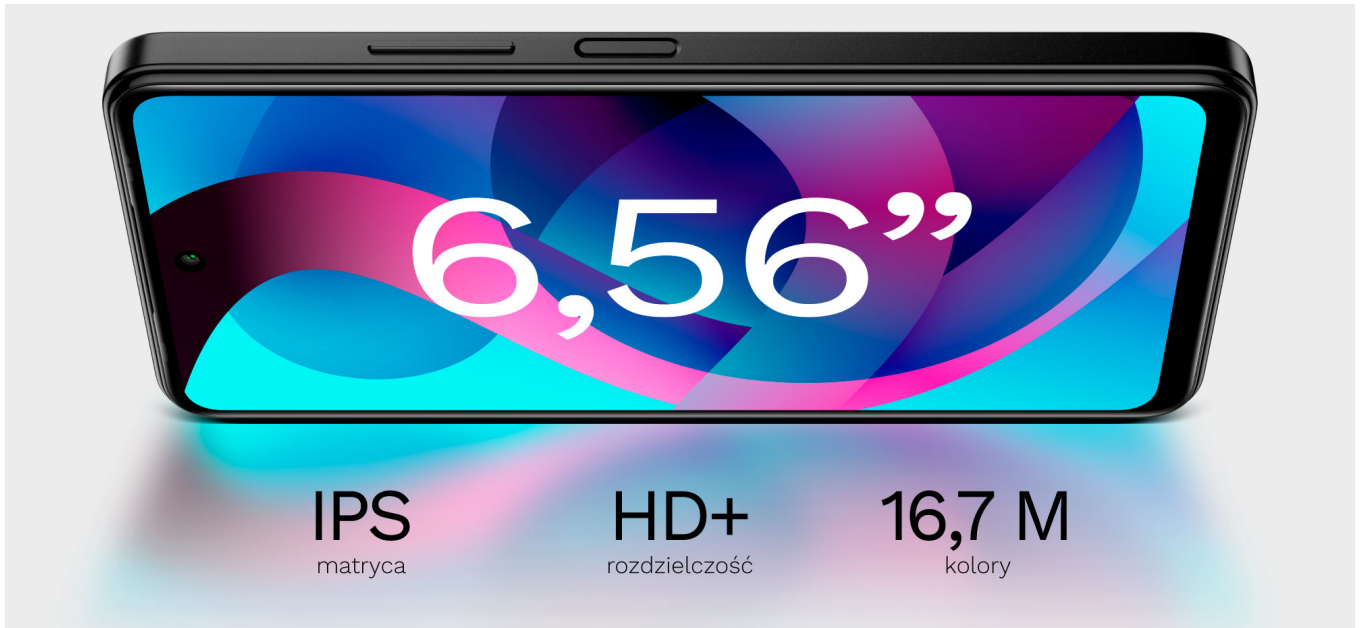 6,56”
IPS
matryca
HD+
rozdzielczość
16,7 M
kolory